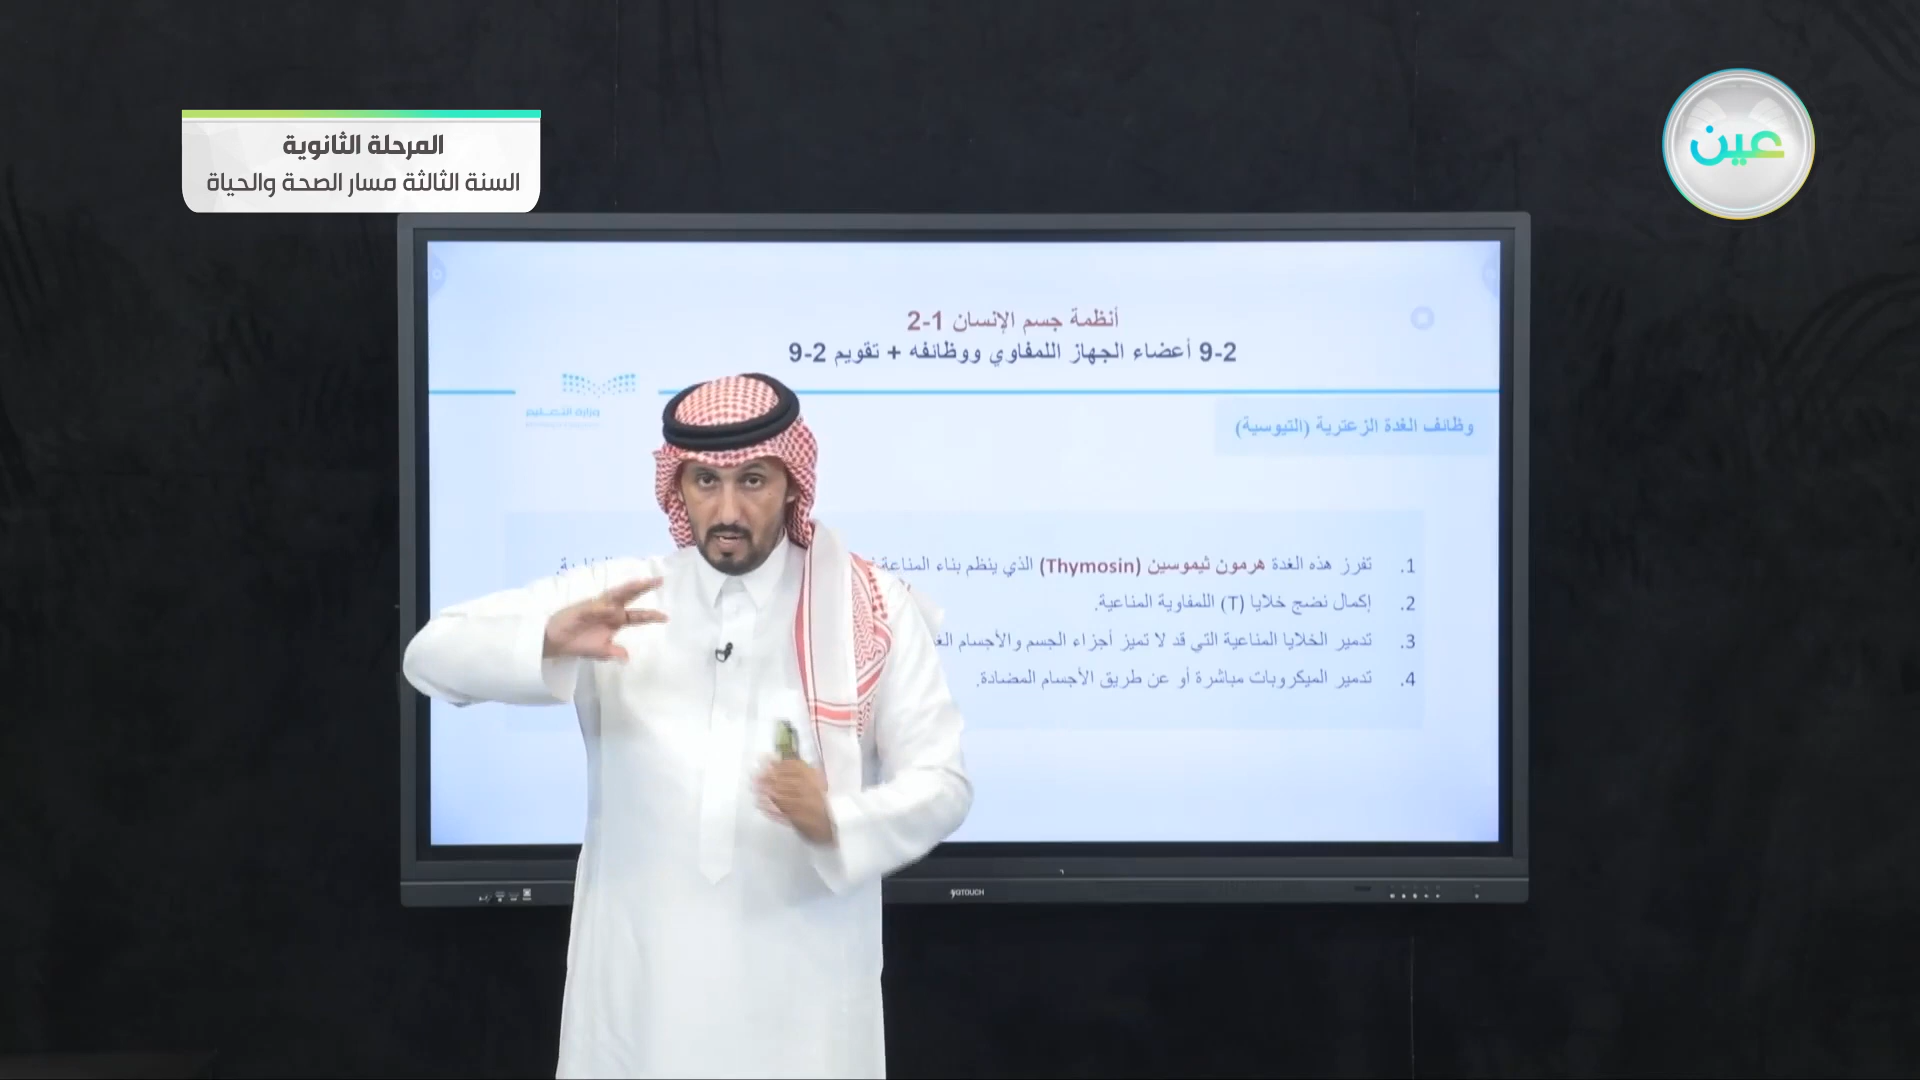 المرحلة الثانوية
السنة الثالثة مسار الصحة والحياة
عين
أنظمة جسم الإنسان 1-2
9-2 أعضاء الجهاز اللمفاوي ووظائفه + تقويم 2-9
وزارة التعليم
وظائف الغدة الزعترية (التيوسية)
1. تفرز هذه الغدة هرمون ثيموسين (Thymosin) الذي ينظم بناء المناعة
2. إكمال نضج خلايا (T) اللمفاوية المناعية.
3. تدمير الخلايا المناعية التي قد لا تميز أجزاء الجسم والأجسام
4. تدمير الميكروبات مباشرة أو عن طريق الأجسام المضادة.